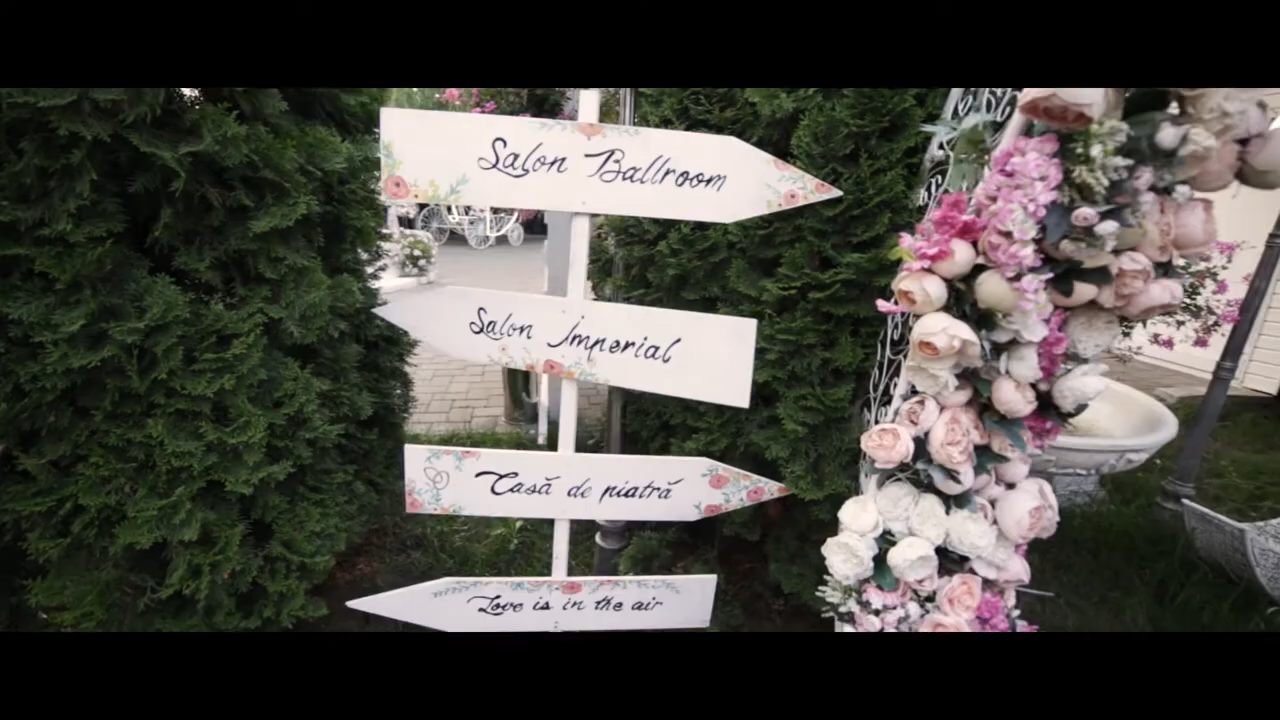 Salon Ballroom
Salon Imperial
Casă de piatră
Love is in the air